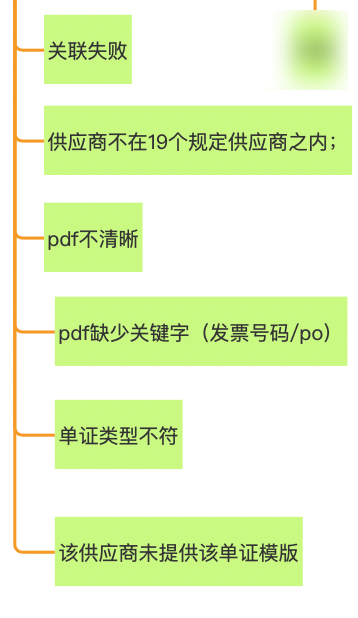 关联失败
供应商不在19个规定供应商之内；
pdf不清晰
pdf缺少关键字（发票号码/po）
单证类型不符
该供应商未提供该单证模版